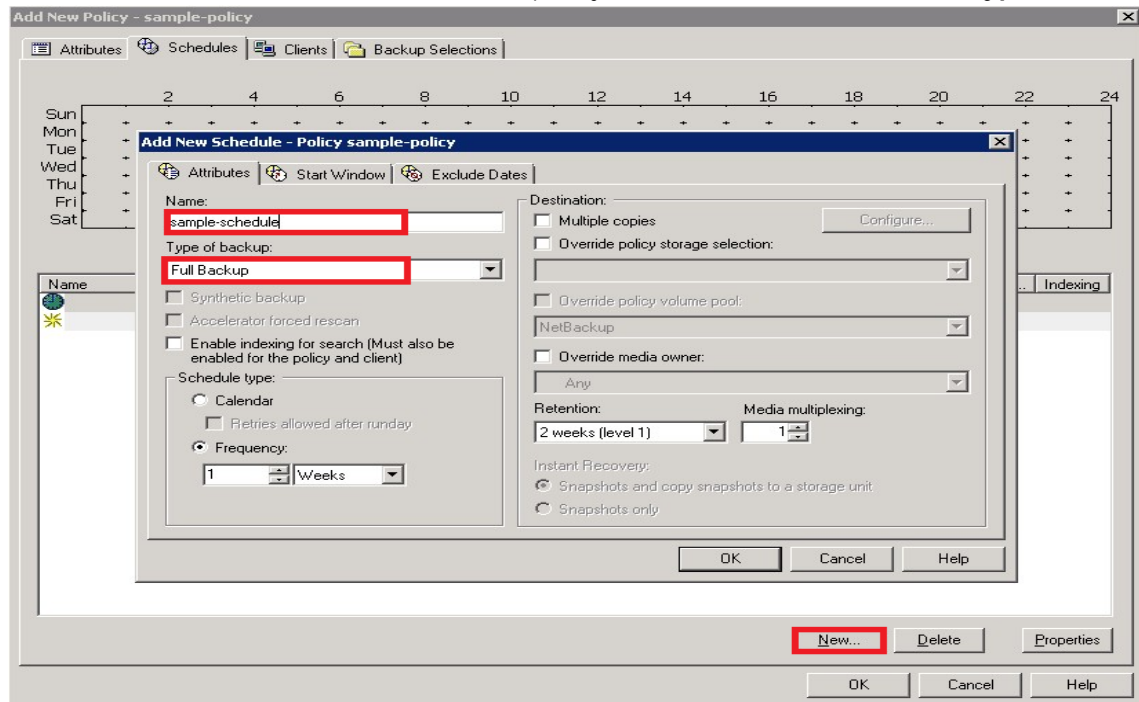 Add New Policy - sample-policy
Attributes Schedules Clients Backup Selections
2 4 6 8 10 12 14 16 18 20 22 24
Sun
Mon
Tue
Wed
Thu
Fri
Sat
Name .. Indexing
Add New Schedule - Policy sample-policy
Attributes Start Window Exclude Dates
Name:
sample-schedule
Type of backup:
Full Backup
Synthetic backup
Accelerator forced rescan
Enable indexing for search (Must also be
enabled for the policy and client)
Schedule type:
Calendar
Retries allowed after runday
Frequency:
1 Weeks
Destination:
Multiple copies Configure...
Override policy storage selection:
Override policy volume pool:
NetBackup
Override media owner:
Any
Retention: Media multiplexing:
2 weeks (level 1) 1
Instant Recovery:
Snapshots and copy snapshots to a storage unit
Snapshots only
OK Cancel Help
New... Delete Properties
OK Cancel Help